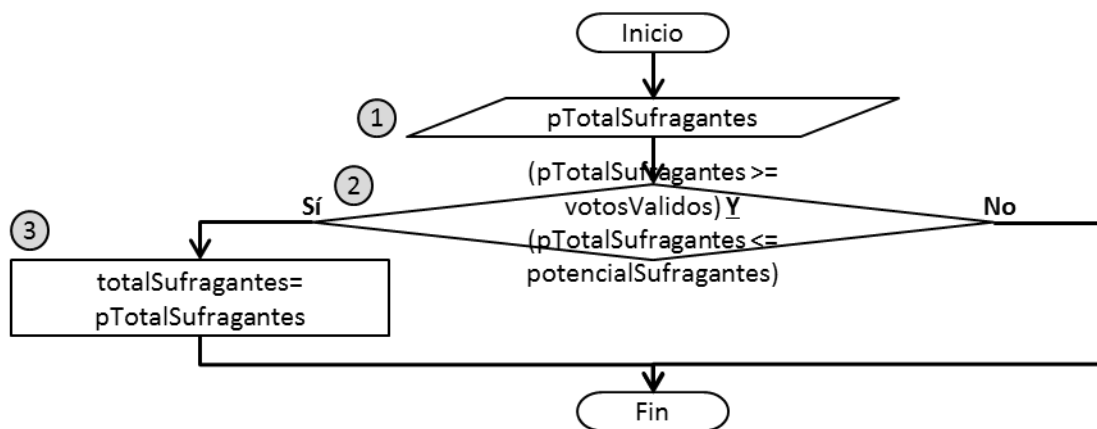 Inicio
1
pTotalSufragantes
2
(pTotalSufragantes >=
votosValidos) Y
(pTotalSufragantes <=
potencialSufragantes)
Sí
No
3
totalSufragantes=
pTotalSufragantes
Fin